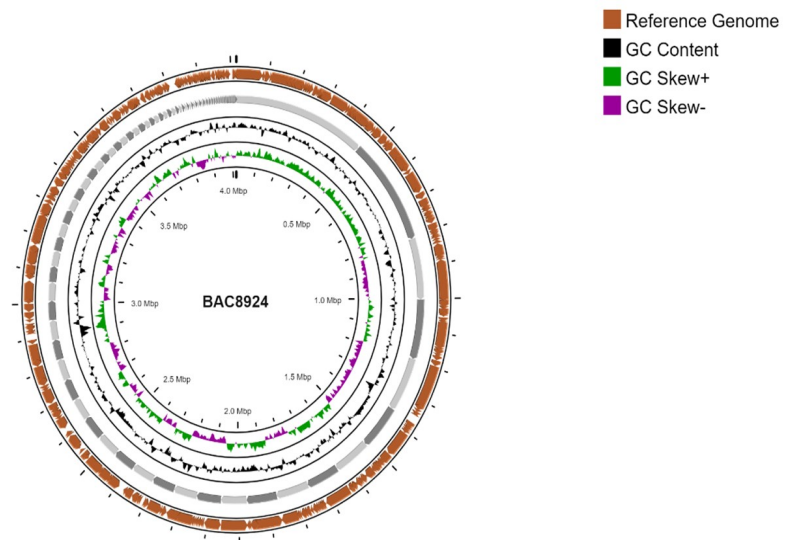 Reference Genome
GC Content
GC Skew+
GC Skew-
4.0 Mbp
0.5 Mbp
3.5 Mbp
BAC8924
3.0 Mbp
1.0 Mbp
2.5 Mbp
1.5 Mbp
2.0 Mbp